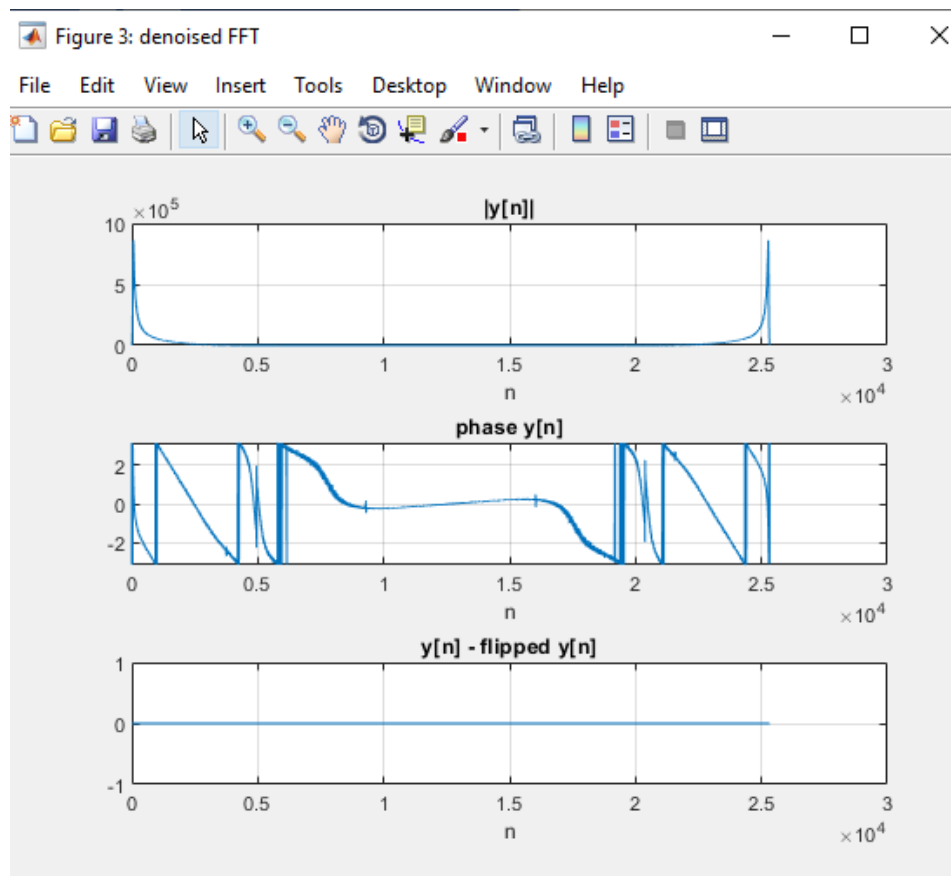 Figure 3: denoised FFT
File Edit View Insert Tools Desktop Window Help
×10^5
|y[n]|
10
5
0
0 0.5 1 1.5 2 2.5 3
n
×10^4
phase y[n]
2
0
-2
0 0.5 1 1.5 2 2.5 3
n
×10^4
y[n] - flipped y[n]
1
0
-1
0 0.5 1 1.5 2 2.5 3
n
×10^4